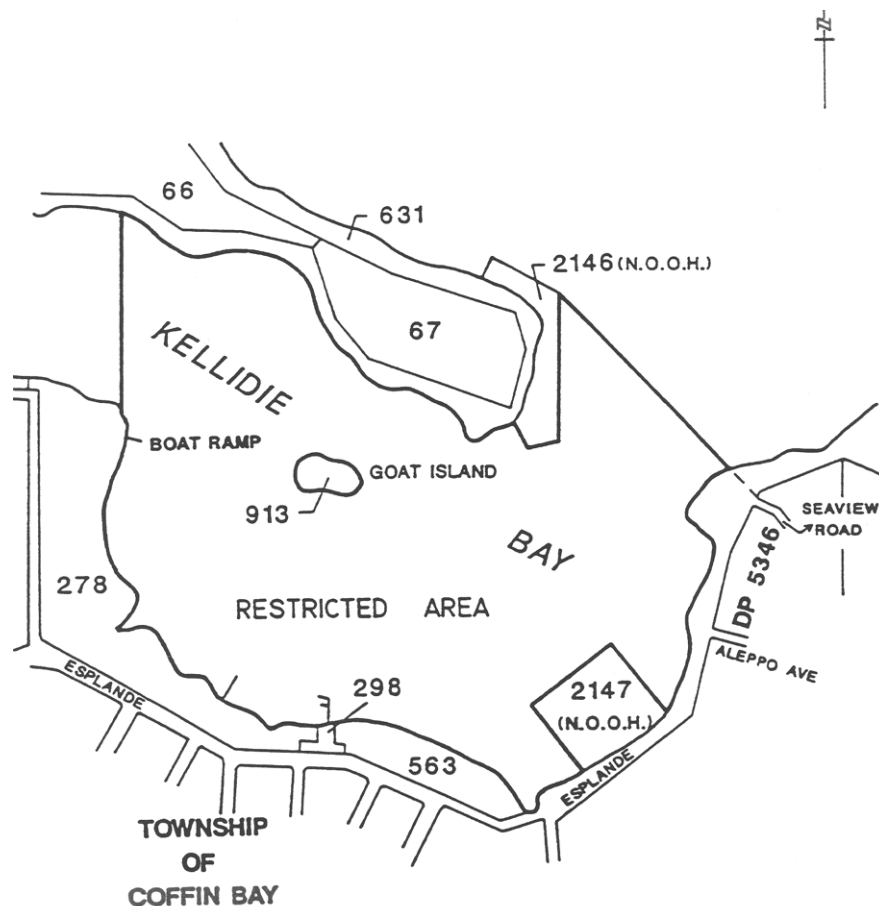 N
66
631
2146 (N.O.O.H.)
67
KELLIDIE
BOAT RAMP
GOAT ISLAND
913
SEAVIEW
ROAD
BAY
DP 5346
278
RESTRICTED AREA
ALEPPO AVE
ESPLANDE
298
2147
(N.O.O.H.)
563
ESPLANDE
TOWNSHIP
OF
COFFIN BAY